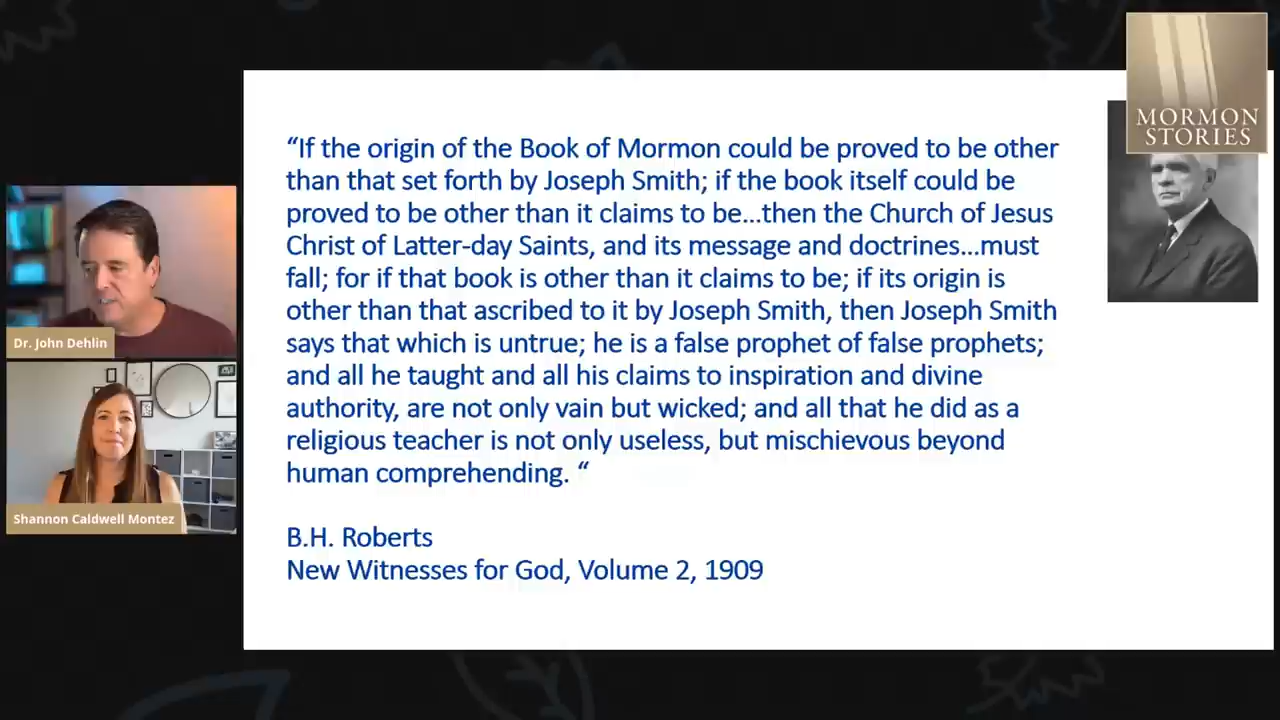 MORMON
STORIES
“If the origin of the Book of Mormon could be proved to be other
than that set forth by Joseph Smith; if the book itself could be
proved to be other than it claims to be...then the Church of Jesus
Christ of Latter-day Saints, and its message and doctrines...must
fall; for if that book is other than it claims to be; if its origin is
other than that ascribed to it by Joseph Smith, then Joseph Smith
says that which is untrue; he is a false prophet of false prophets;
and all he taught and all his claims to inspiration and divine
authority, are not only vain but wicked; and all that he did as a
religious teacher is not only useless, but mischievous beyond
human comprehending. “
B.H. Roberts
New Witnesses for God, Volume 2, 1909
Dr. John Dehlin
Shannon Caldwell Montez